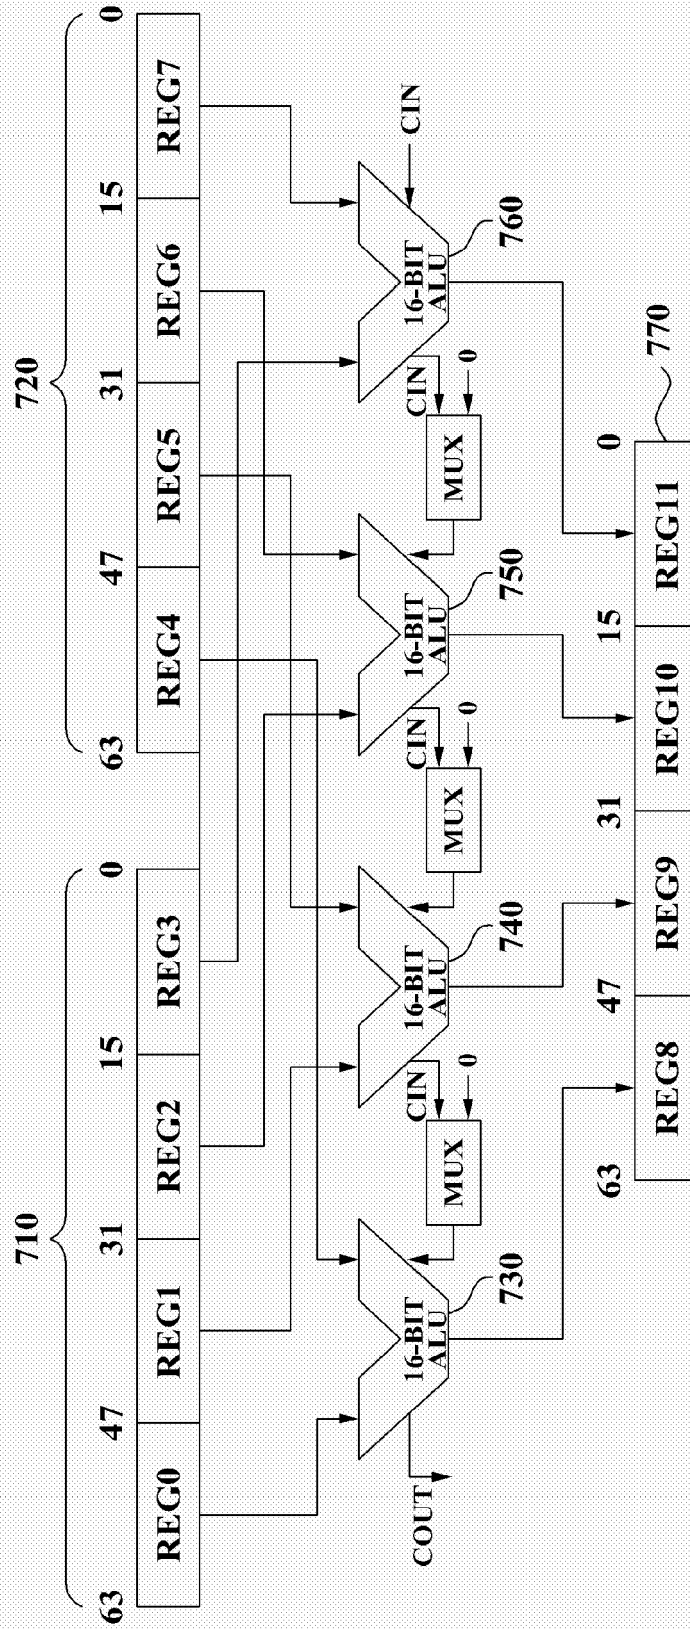 710
720
63
47
31
15
0
63
47
31
15
0
REG0
REG1
REG2
REG3
REG4
REG5
REG6
REG7
COUT
16-BIT
ALU
730
MUX
CIN
0
16-BIT
ALU
740
MUX
CIN
0
16-BIT
ALU
750
MUX
CIN
0
16-BIT
ALU
760
CIN
63
47
31
15
0
770
REG8
REG9
REG10
REG11